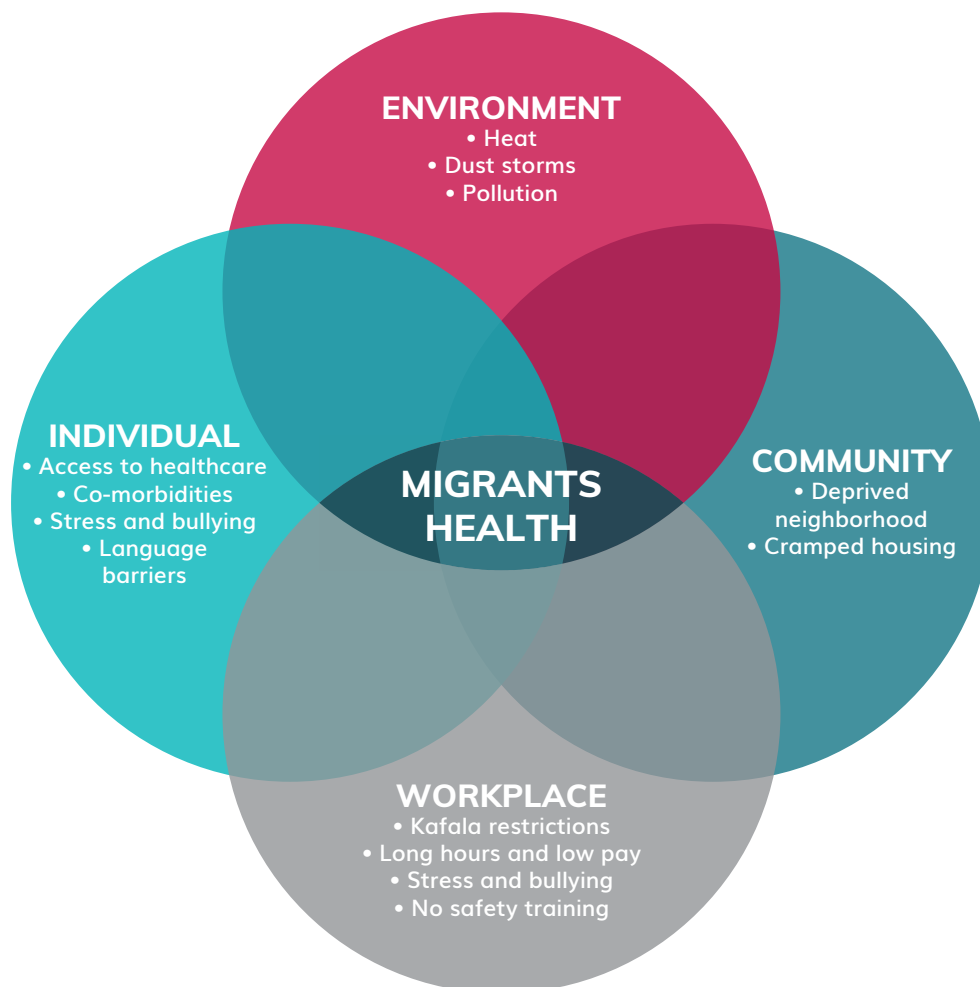 ENVIRONMENT
• Heat
• Dust storms
• Pollution
INDIVIDUAL
• Access to healthcare
• Co-morbidities
• Stress and bullying
• Language
barriers
MIGRANTS
HEALTH
COMMUNITY
• Deprived
neighborhood
• Cramped housing
WORKPLACE
• Kafala restrictions
• Long hours and low pay
• Stress and bullying
• No safety training